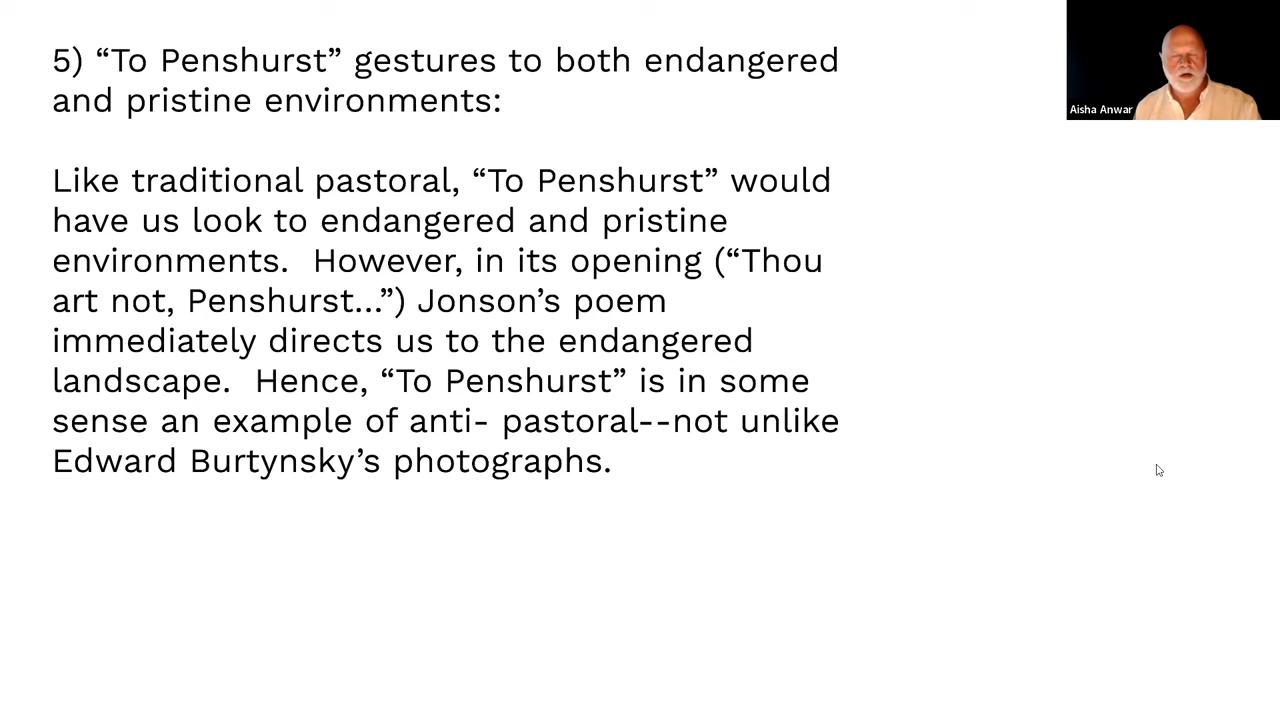 5) “To Penshurst” gestures to both endangered
and pristine environments:
Like traditional pastoral, “To Penshurst” would
have us look to endangered and pristine
environments.  However, in its opening (“Thou
art not, Penshurst...”) Jonson’s poem
immediately directs us to the endangered
landscape.  Hence, “To Penshurst” is in some
sense an example of anti- pastoral--not unlike
Edward Burtynsky’s photographs.
Aisha Anwar